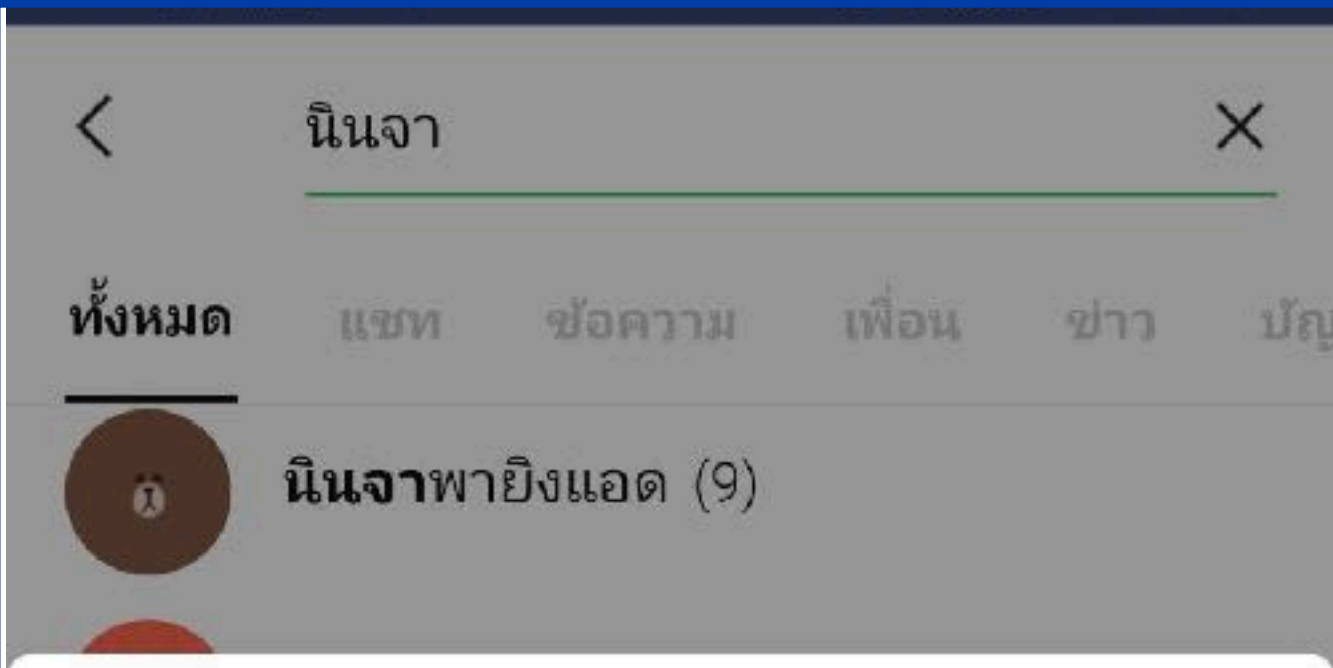 นินจา
ทั้งหมด แชท ข้อความ เพื่อน ข่าว
นินจาพายิงแอด (9)